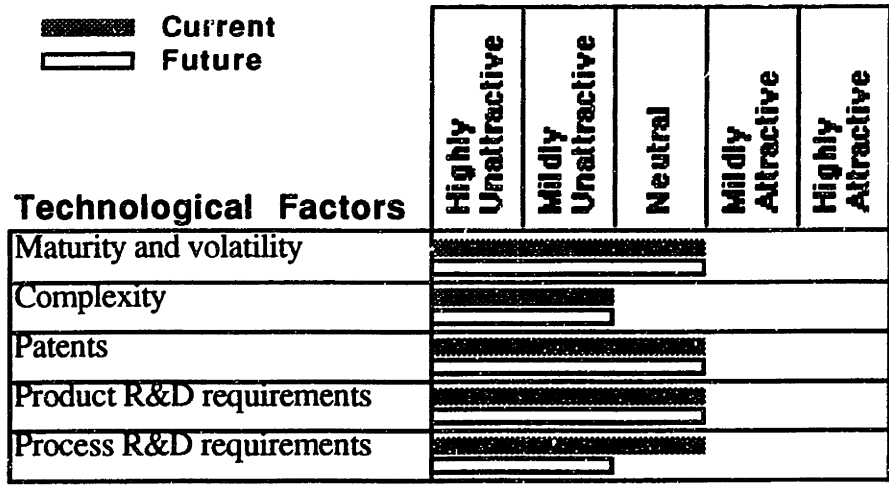 Current
Future
Highly
Unattractive
Mildly
Unattractive
Neutral
Mildly
Attractive
Highly
Attractive
Technological Factors
Maturity and volatility
Complexity
Patents
Product R&D requirements
Process R&D requirements